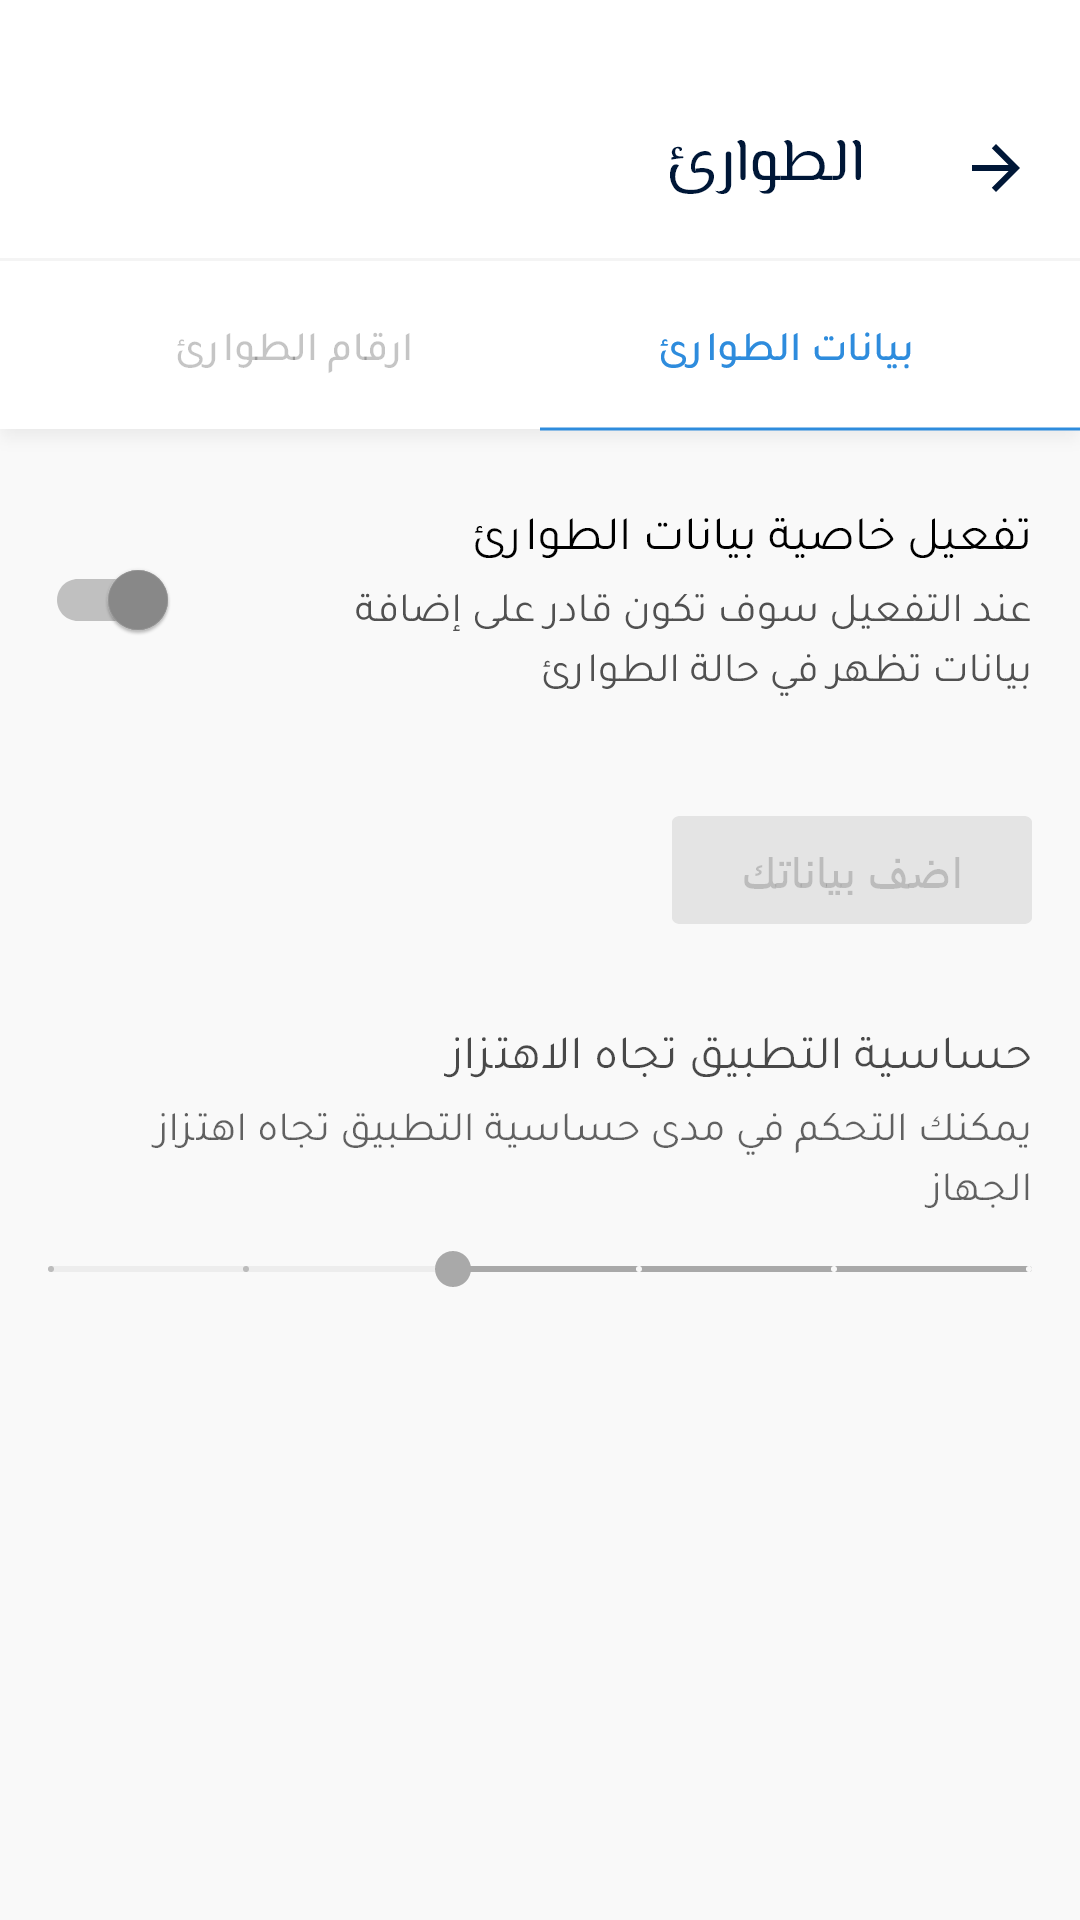 الطوارئ
بيانات الطوارئ
ارقام الطوارئ
تفعيل خاصية بيانات الطوارئ
عند التفعيل سوف تكون قادر على إضافة
بيانات تظهر في حالة الطوارئ
اضف بياناتك
حساسية التطبيق تجاه الاهتزاز
يمكنك التحكم في مدى حساسية التطبيق تجاه اهتزاز
الجهاز